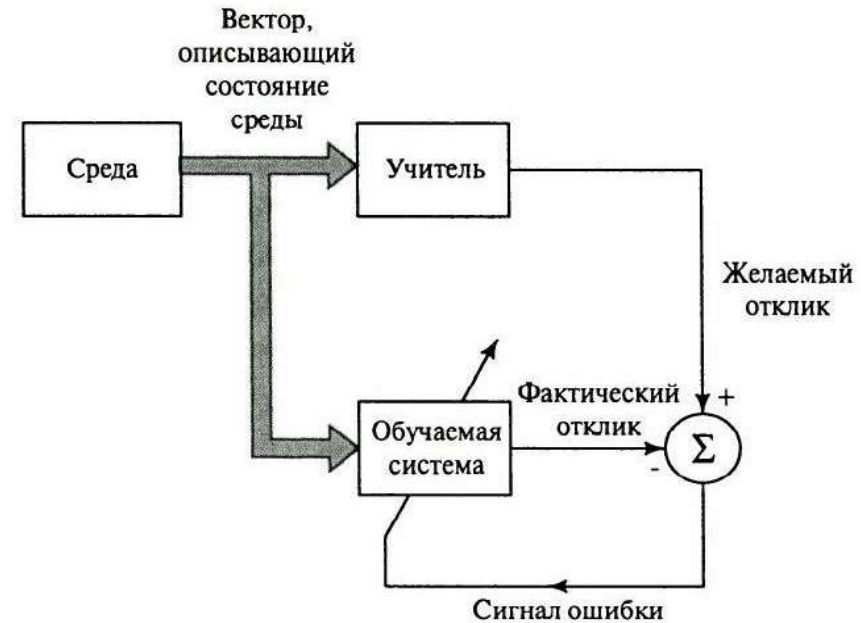 Вектор,
описывающий
состояние
среды
Среда
Учитель
Желаемый
отклик
Фактический
отклик
+
Обучаемая
система
-
Σ
Сигнал ошибки